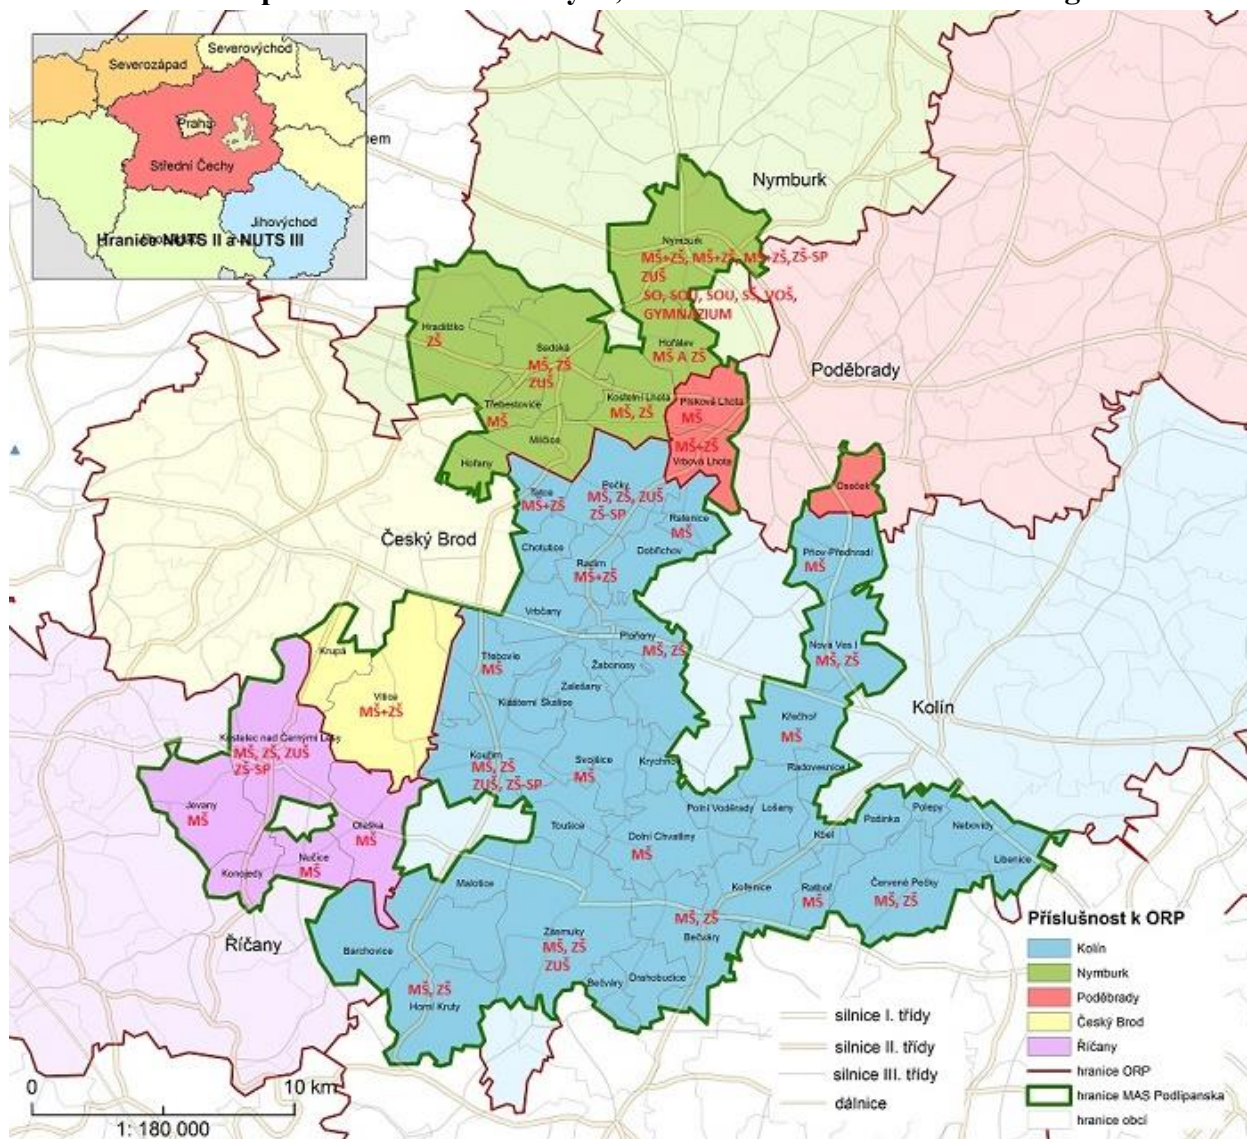 Severovýchod
Severozápad
Praha
Střední Čechy
Jihovýchod
Hranice NUTS II a NUTS III
Nymburk
Nymburk
MŠ+ZŠ, MŠ+ZŠ, MŠ+ZŠ, ZŠ-SP
ZUŠ
SO, SOU, SOU, SŠ, VOŠ,
GYMNÁZIUM
Hradištko
ZŠ
Sadská
MŠ, ZŠ
ZUŠ
Hořátev
MŠ A ZŠ
Poděbrady
Třebestovice
MŠ
Kostelní Lhota
MŠ, ZŠ
Písková Lhota
MŠ
MŠ+ZŠ
Vrbová Lhota
Milčice
Hořany
Oseček
Tatce
MŠ+ZŠ
Pečky
MŠ, ZŠ, ZUŠ
ZŠ-SP
Ratenice
MŠ
Český Brod
Chotutice
Dobřichov
Radim
MŠ+ZŠ
Pňov-Předhradí
MŠ
Vrbčany
Plaňany
MŠ, ZŠ
Krupá
Třebovle
MŠ
Žabonosy
Nová Ves I
MŠ, ZŠ
Zalešany
Klášterní Skalice
Vitice
MŠ+ZŠ
Kolín
Křečhoř
MŠ
Kostelec nad Černými Lesy
MŠ, ZŠ, ZUŠ
ZŠ-SP
Kouřim
MŠ, ZŠ
ZUŠ, ZŠ-SP
Svojšice
MŠ
Krychnov
Radovesnice I
Jevany
MŠ
Oleška
MŠ
Polní Voděrady
Lošany
Polepy
Pašinka
Nebovidy
Toušice
Dolní Chvatliny
MŠ
Kbel
Nučice
MŠ
Libenice
Konojedy
Malotice
Kořenice
Ratboř
MŠ
Červené Pečky
MŠ, ZŠ
MŠ, ZŠ
Bečváry
Říčany
Barchovice
Zásmuky
MŠ, ZŠ
ZUŠ
Bečváry
Drahobudice
MŠ, ZŠ
Horní Kruty
Příslušnost k ORP
Kolín
Nymburk
Poděbrady
Český Brod
Říčany
hranice ORP
hranice MAS Podlipanska
hranice obcí
silnice I. třídy
silnice II. třídy
silnice III. třídy
dálnice
0 10 km
1: 180 000